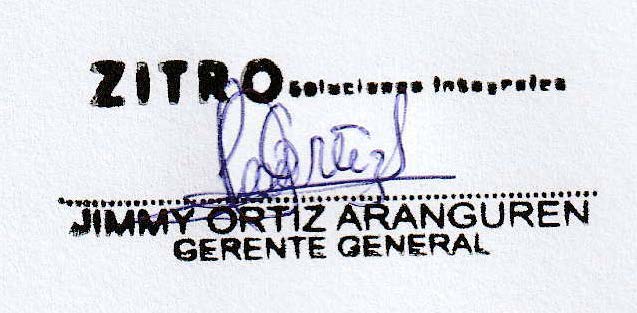 ZITRO Soluciones Integrales
JIMMY ORTIZ ARANGUREN
GERENTE GENERAL